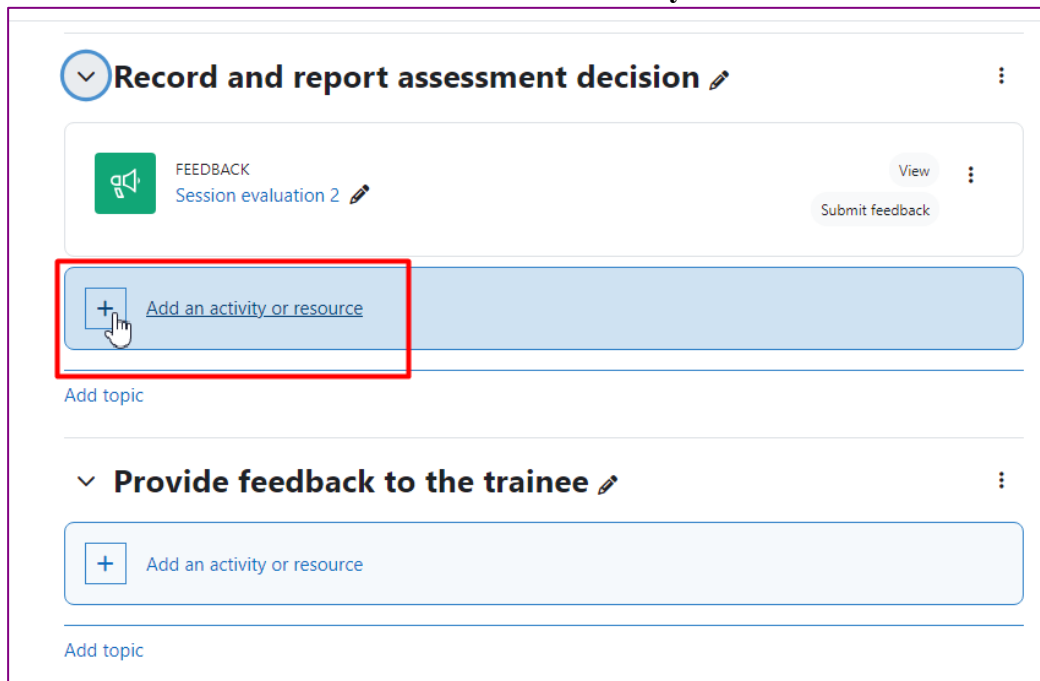 Record and report assessment decision
FEEDBACK
Session evaluation 2
View
Submit feedback
Add an activity or resource
Add topic
Provide feedback to the trainee
Add an activity or resource
Add topic